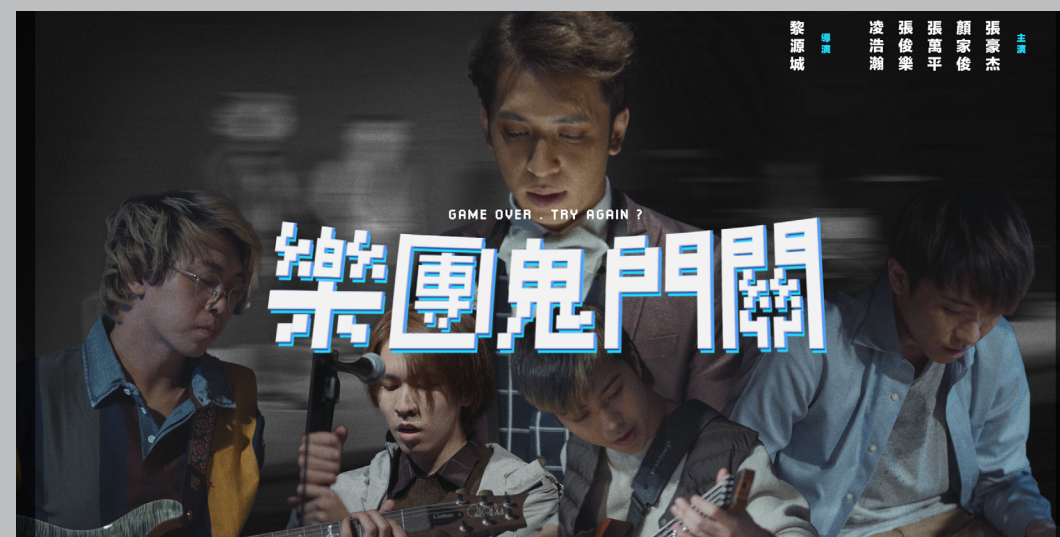 主演
張豪杰
顏家俊
張萬平
張俊樂
凌浩瀚
導演
黎源城
GAME OVER . TRY AGAIN ?
樂團鬼門關